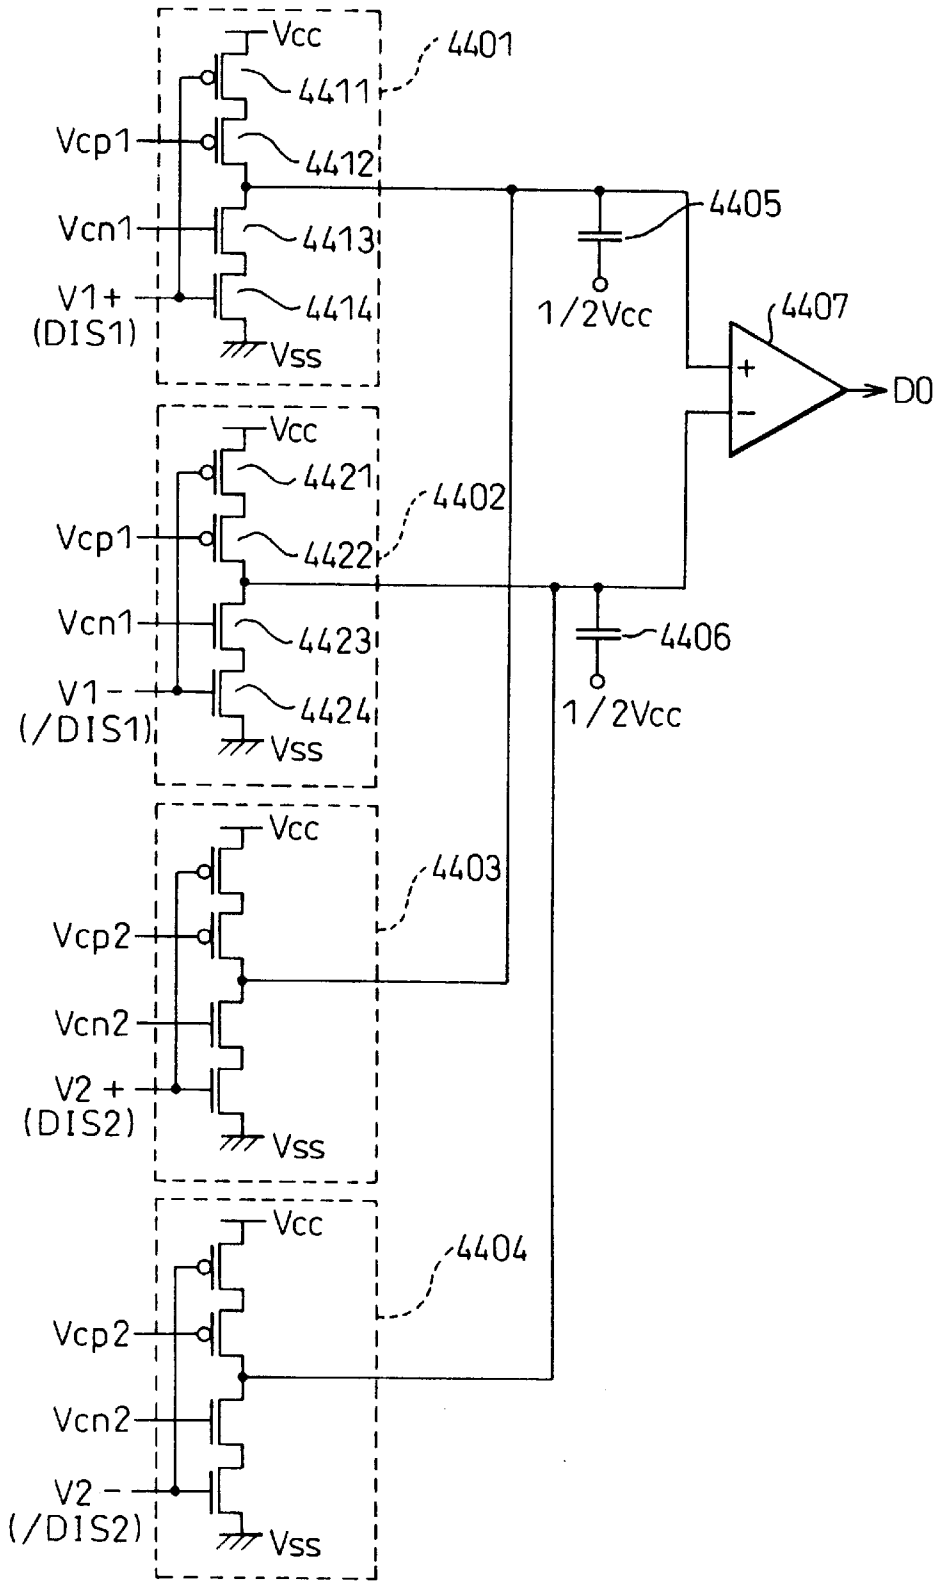 Vcc
4401
4411
Vcp1
4412
Vcn1
4413
V1+
(DIS1)
4414
Vss
4405
1/2Vcc
4407
+
-
DO
Vcc
4421
4402
Vcp1
4422
Vcn1
4423
V1-
(/DIS1)
4424
Vss
4406
1/2Vcc
Vcc
4403
Vcp2
Vcn2
V2+
(DIS2)
Vss
Vcc
4404
Vcp2
Vcn2
V2-
(/DIS2)
Vss